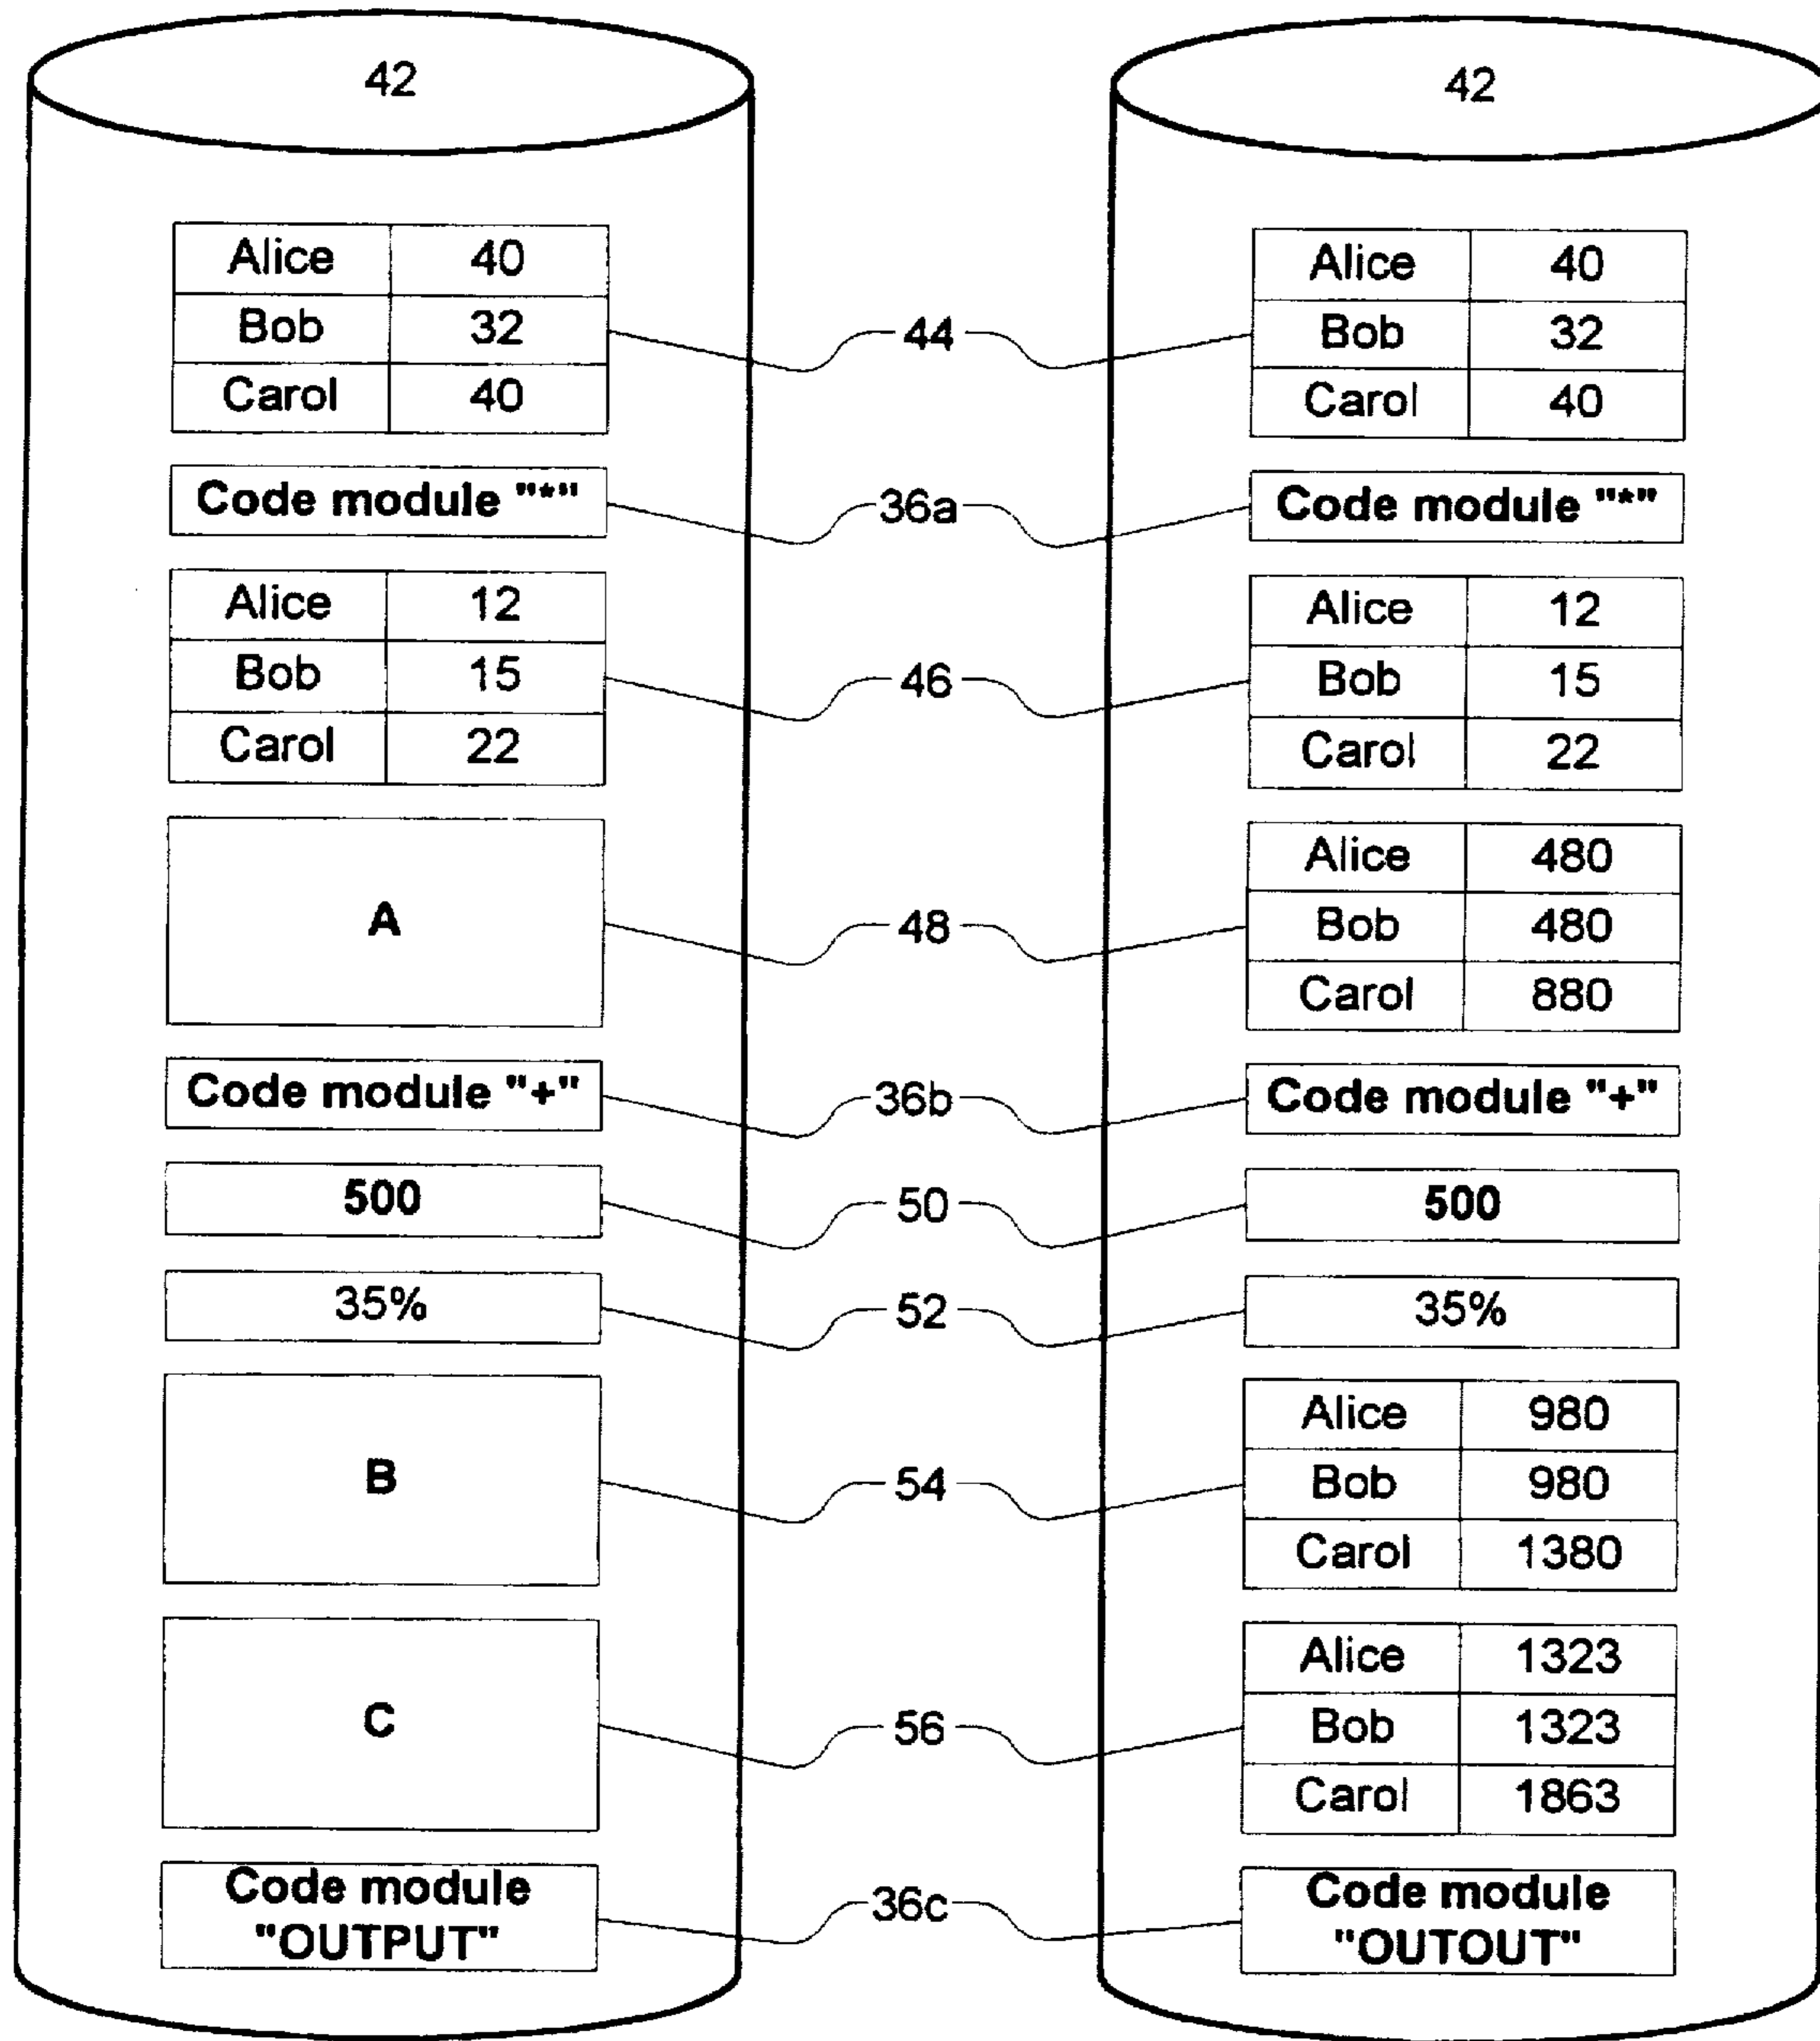 42
42
Alice 40
Bob 32
Carol 40
44
Alice 40
Bob 32
Carol 40
Code module "*"
36a
Code module "*"
Alice 12
Bob 15
Carol 22
46
Alice 12
Bob 15
Carol 22
A
48
Alice 480
Bob 480
Carol 880
Code module "+"
36b
Code module "+"
500
50
500
35%
52
35%
B
54
Alice 980
Bob 980
Carol 1380
C
56
Alice 1323
Bob 1323
Carol 1863
Code module
"OUTPUT"
36c
Code module
"OUTOUT"